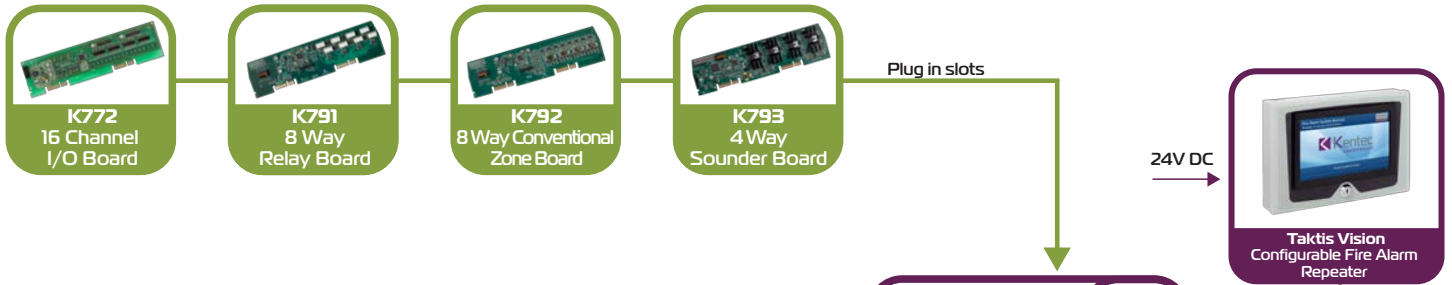 K772
16 Channel
I/O Board
K791
8 Way
Relay Board
K792
8 Way Conventional
Zone Board
K793
4 Way
Sounder Board
Plug in slots
24V DC
Kentec
Taktis Vision
Configurable Fire Alarm
Repeater